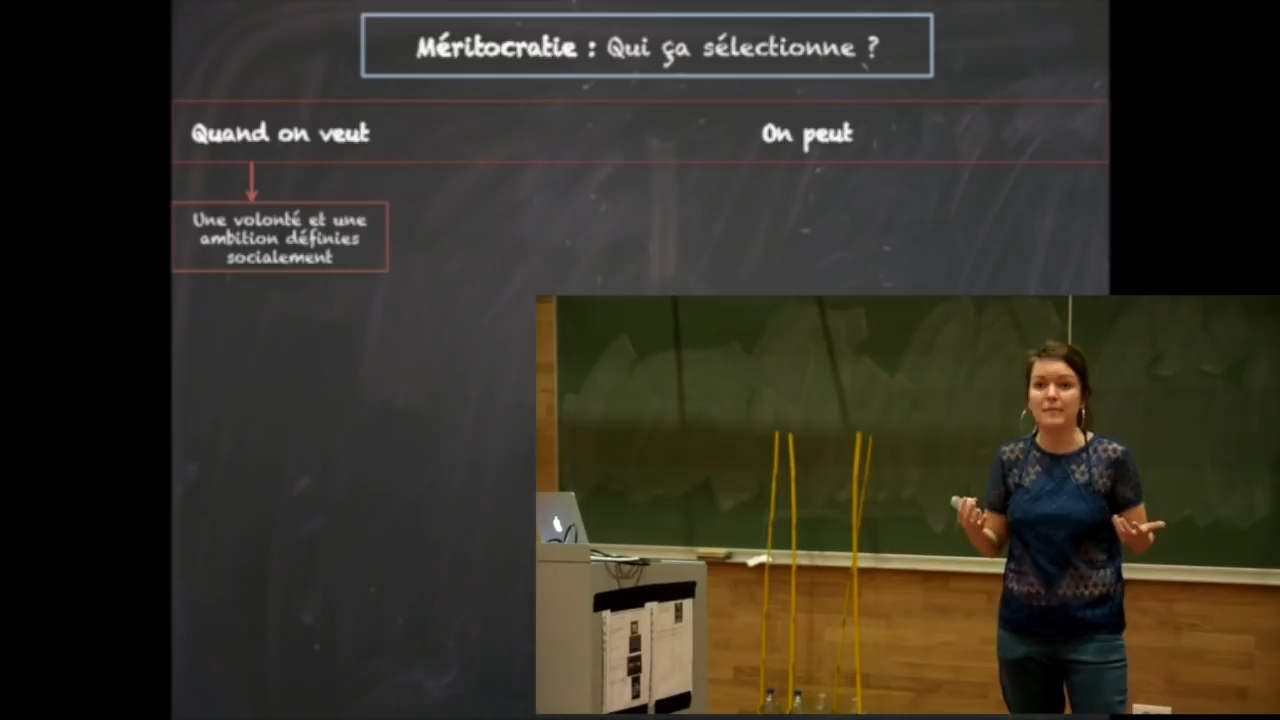 Méritocratie : Qui ça sélectionne ?
Quand on veut
On peut
Une volonté et une
ambition définies
socialement